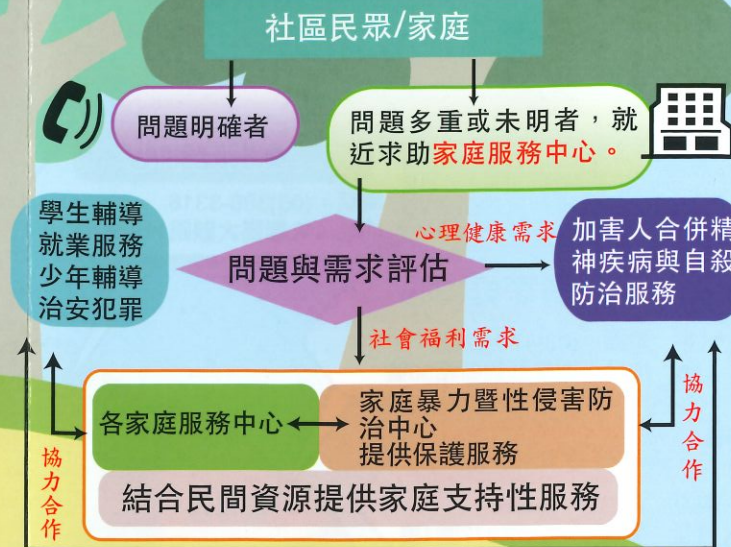 社區民眾/家庭
問題明確者
問題多重或未明者，就
近求助家庭服務中心。
學生輔導
就業服務
少年輔導
治安犯罪
問題與需求評估
心理健康需求
加害人合併精
神疾病與自殺
防治服務
社會福利需求
各家庭服務中心
家庭暴力暨性侵害防
治中心
提供保護服務
結合民間資源提供家庭支持性服務
協力合作
協力合作